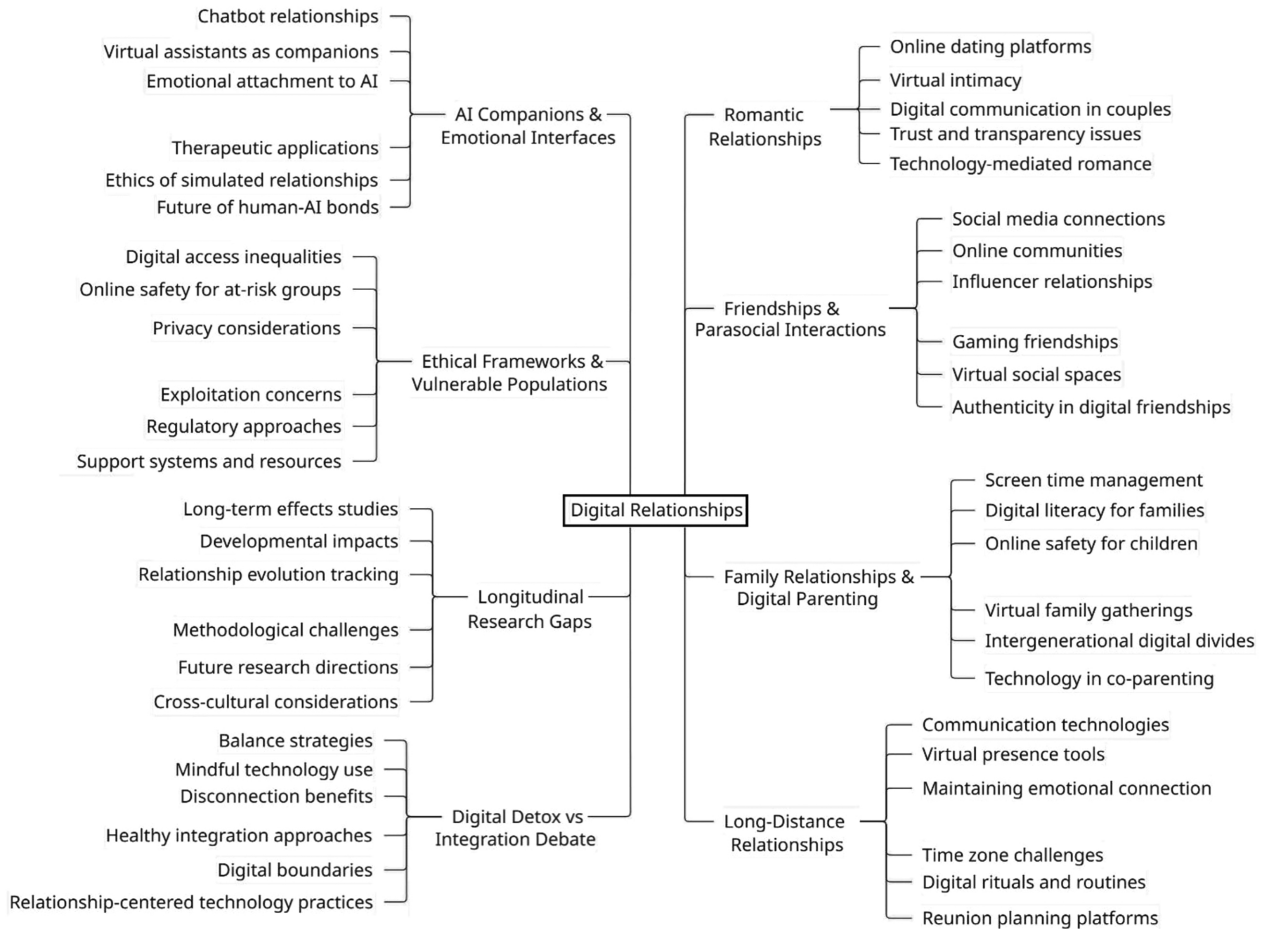 Digital Relationships
AI Companions &
Emotional Interfaces
Chatbot relationships
Virtual assistants as companions
Emotional attachment to AI
Therapeutic applications
Ethics of simulated relationships
Future of human-AI bonds
Ethical Frameworks &
Vulnerable Populations
Digital access inequalities
Online safety for at-risk groups
Privacy considerations
Exploitation concerns
Regulatory approaches
Support systems and resources
Longitudinal
Research Gaps
Long-term effects studies
Developmental impacts
Relationship evolution tracking
Methodological challenges
Future research directions
Cross-cultural considerations
Digital Detox vs
Integration Debate
Balance strategies
Mindful technology use
Disconnection benefits
Healthy integration approaches
Digital boundaries
Relationship-centered technology practices
Romantic
Relationships
Online dating platforms
Virtual intimacy
Digital communication in couples
Trust and transparency issues
Technology-mediated romance
Friendships &
Parasocial Interactions
Social media connections
Online communities
Influencer relationships
Gaming friendships
Virtual social spaces
Authenticity in digital friendships
Family Relationships &
Digital Parenting
Screen time management
Digital literacy for families
Online safety for children
Virtual family gatherings
Intergenerational digital divides
Technology in co-parenting
Long-Distance
Relationships
Communication technologies
Virtual presence tools
Maintaining emotional connection
Time zone challenges
Digital rituals and routines
Reunion planning platforms